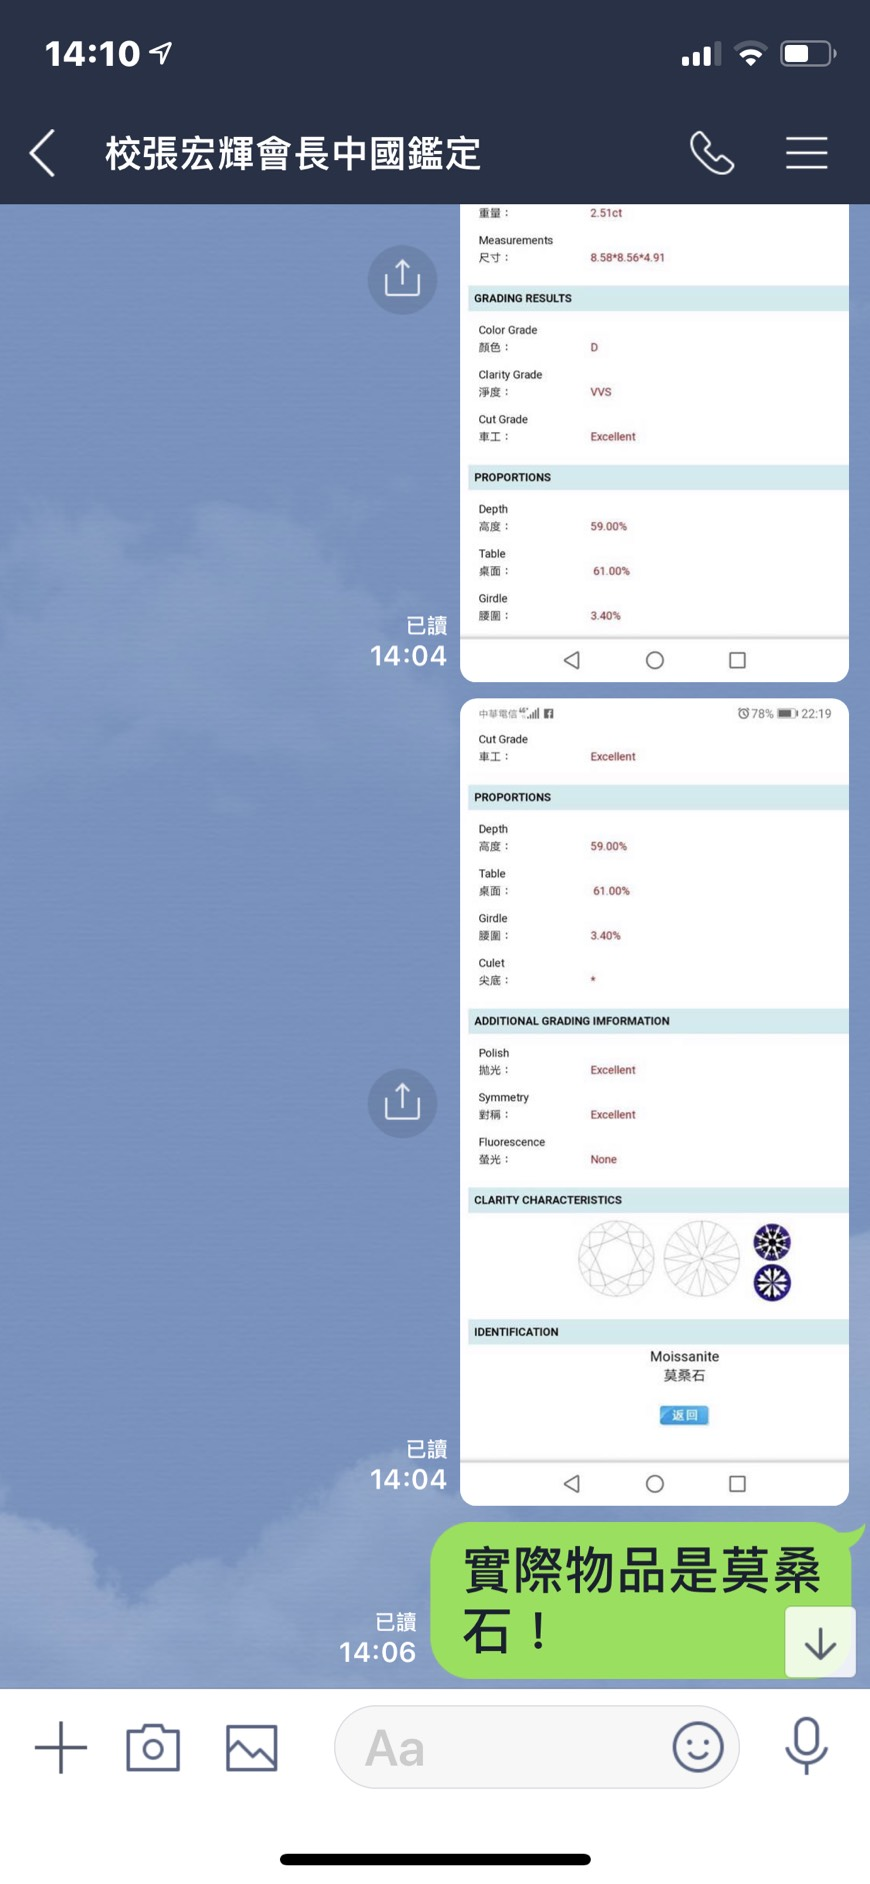 14:10
校張宏輝會長中國鑑定
重量： 2.51ct
Measurements
尺寸： 8.58*8.56*4.91
GRADING RESULTS
Color Grade
顏色： D
Clarity Grade
淨度： VVS
Cut Grade
車工： Excellent
PROPORTIONS
Depth
高度： 59.00%
Table
桌面： 61.00%
Girdle
腰圍： 3.40%
已讀
14:04
中華電信 78% 22:19
Cut Grade
車工： Excellent
PROPORTIONS
Depth
高度： 59.00%
Table
桌面： 61.00%
Girdle
腰圍： 3.40%
Culet
尖底： *
ADDITIONAL GRADING IMFORMATION
Polish
拋光： Excellent
Symmetry
對稱： Excellent
Fluorescence
螢光： None
CLARITY CHARACTERISTICS
IDENTIFICATION
Moissanite
莫桑石
返回
已讀
14:04
實際物品是莫桑
石！
已讀
14:06
Aa